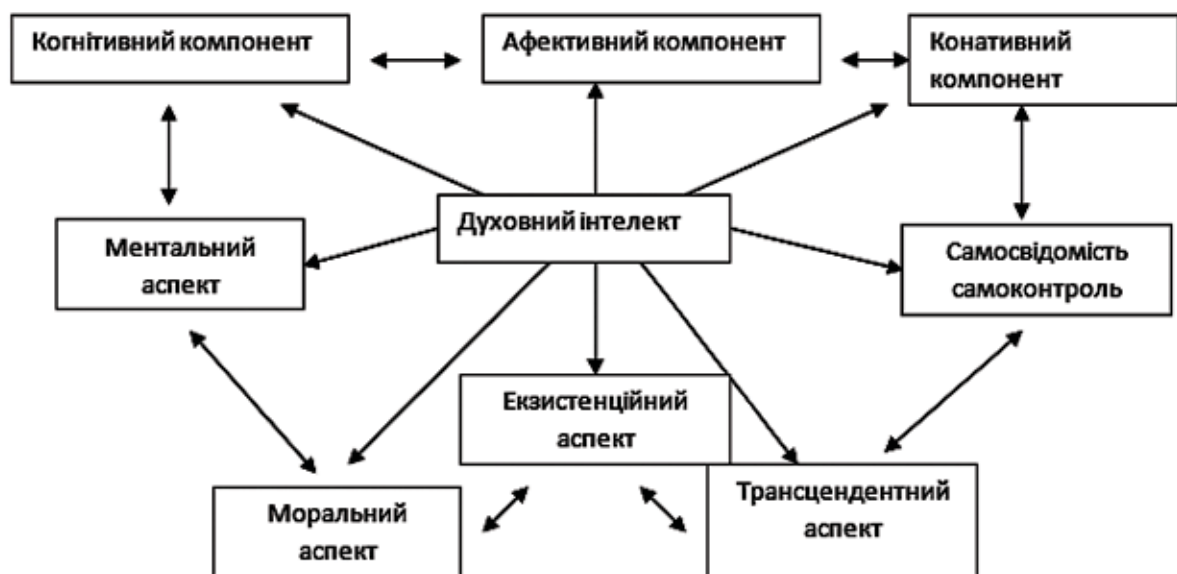 Когнітивний компонент
Афективний компонент
Конативний
компонент
Духовний інтелект
Ментальний
аспект
Самосвідомість
самоконтроль
Екзистенційний
аспект
Моральний
аспект
Трансцендентний
аспект